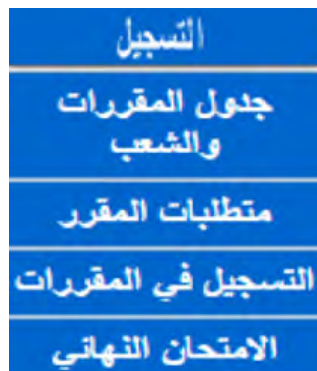 التسجيل
جدول المقررات
والشعب
متطلبات المقرر
التسجيل في المقررات
الامتحان النهائي